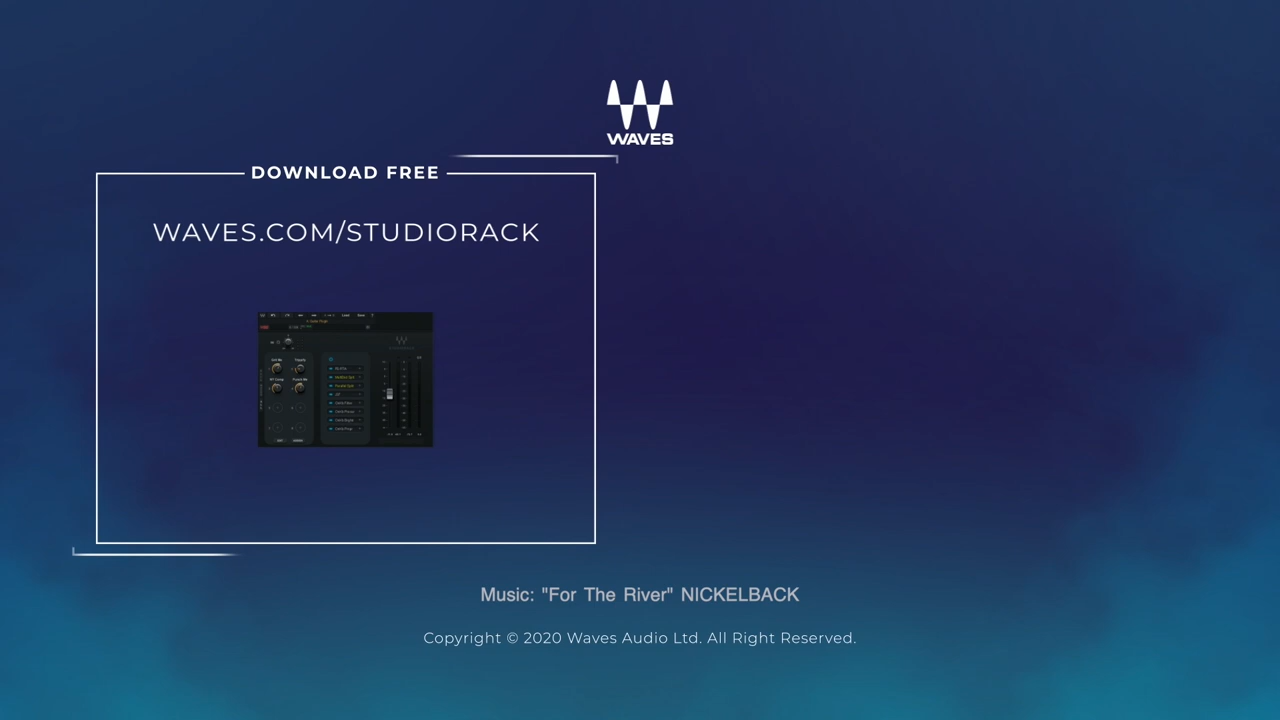 WAVES
DOWNLOAD FREE
WAVES.COM/STUDIORACK
Music: "For The River" NICKELBACK
Copyright © 2020 Waves Audio Ltd. All Right Reserved.